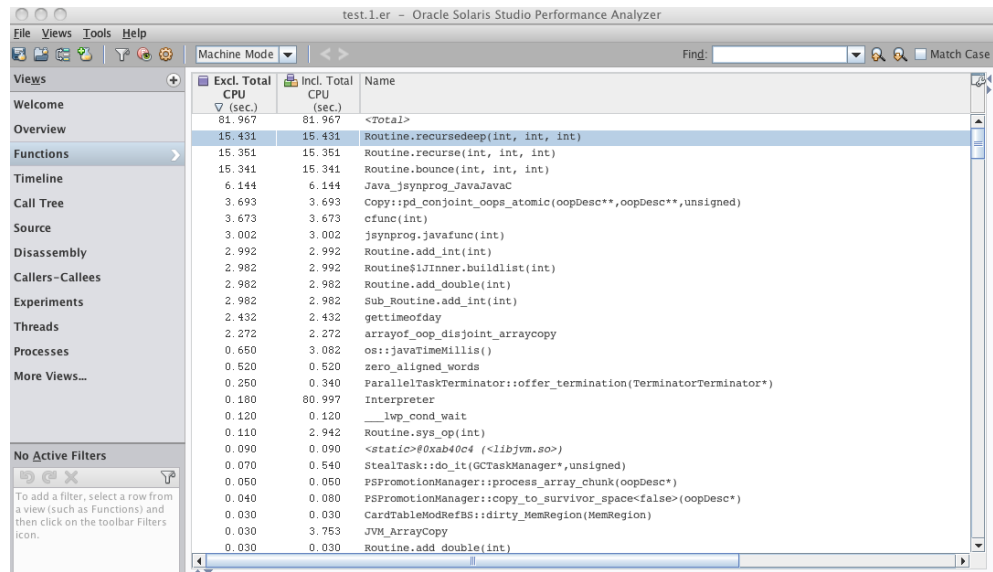 test.1.er – Oracle Solaris Studio Performance Analyzer
File Views Tools Help
Machine Mode
Find:
Match Case
Views
Welcome
Overview
Functions
Timeline
Call Tree
Source
Disassembly
Callers-Callees
Experiments
Threads
Processes
More Views...
No Active Filters
To add a filter, select a row from
a view (such as Functions) and
then click on the toolbar Filters
icon.
Excl. Total CPU (sec.) Incl. Total CPU (sec.) Name
81.967 81.967 <Total>
15.431 15.431 Routine.recursedeep(int, int, int)
15.351 15.351 Routine.recurse(int, int, int)
15.341 15.341 Routine.bounce(int, int, int)
6.144 6.144 Java_jsynprog_JavaJavaC
3.693 3.693 Copy::pd_conjoint_oops_atomic(oopDesc**,oopDesc**,unsigned)
3.673 3.673 cfunc(int)
3.002 3.002 jsynprog.javafunc(int)
2.992 2.992 Routine.add_int(int)
2.982 2.992 Routine$1JInner.buildlist(int)
2.982 2.982 Routine.add_double(int)
2.982 2.982 Sub_Routine.add_int(int)
2.432 2.432 gettimeofday
2.272 2.272 arrayof_oop_disjoint_arraycopy
0.650 3.082 os::javaTimeMillis()
0.520 0.520 zero_aligned_words
0.250 0.340 ParallelTaskTerminator::offer_termination(TerminatorTerminator*)
0.180 80.997 Interpreter
0.120 0.120 ___lwp_cond_wait
0.110 2.942 Routine.sys_op(int)
0.090 0.090 <static>@0xab40c4 (<libjvm.so>)
0.070 0.540 StealTask::do_it(GCTaskManager*,unsigned)
0.050 0.050 PSPromotionManager::process_array_chunk(oopDesc*)
0.040 0.080 PSPromotionManager::copy_to_survivor_space<false>(oopDesc*)
0.030 0.030 CardTableModRefBS::dirty_MemRegion(MemRegion)
0.030 3.753 JVM_ArrayCopy
0.030 0.030 Routine.add_double(int)